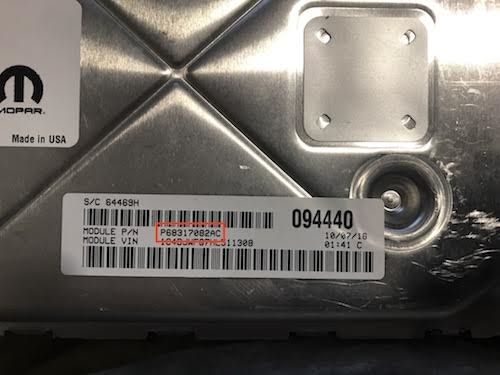 MOPAR
Made in USA
S/C 64469H
094440
MODULE P/N P68317082AC
10/07/16
MODULE VIN
01:41 C